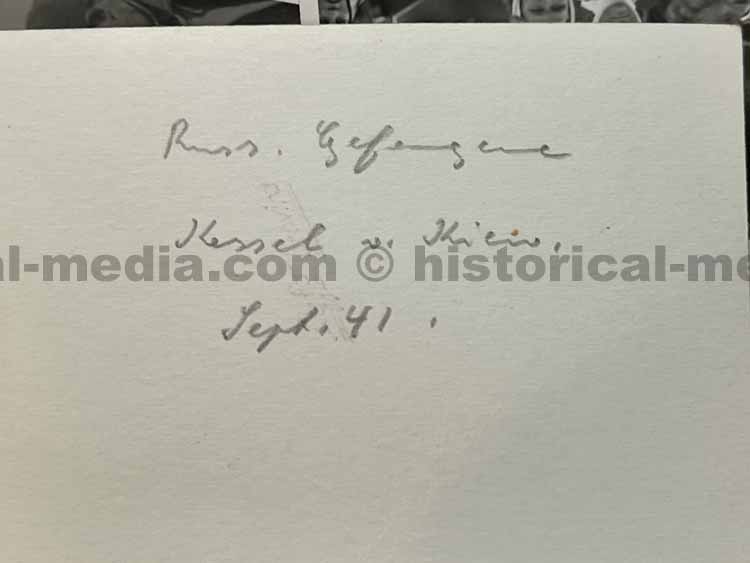 Russ. Gefangene
Kessel v. Kiew.
al-media.com © historical-me
Sept. 41.